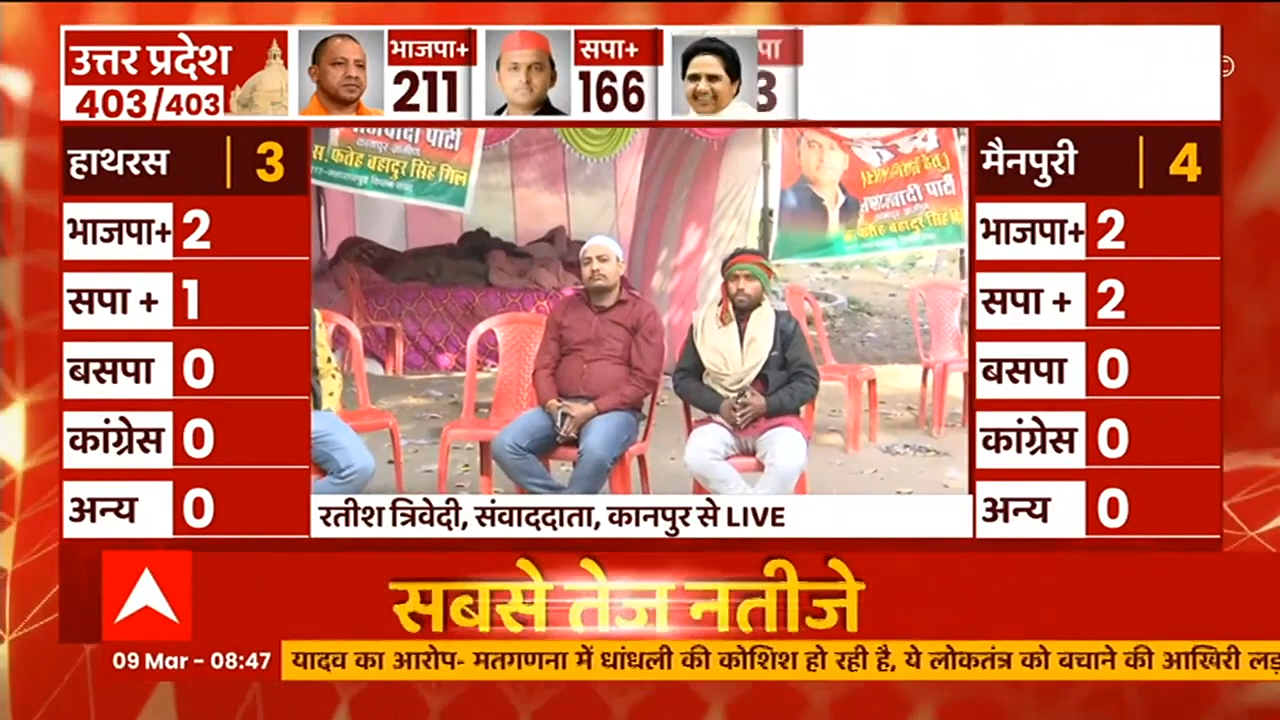 उत्तर प्रदेश
403/403
भाजपा+
211
सपा+
166
पा
3
हाथरस 3
भाजपा+ 2
सपा + 1
बसपा 0
कांग्रेस 0
अन्य 0
पार्टी
स. फतेह बहादुर सिंह गिल
समाजवादी पार्टी
मैनपुरी 4
भाजपा+ 2
सपा + 2
बसपा 0
कांग्रेस 0
अन्य 0
रतीश त्रिवेदी, संवाददाता, कानपुर से LIVE
सबसे तेज नतीजे
09 Mar - 08:47
यादव का आरोप- मतगणना में धांधली की कोशिश हो रही है, ये लोकतंत्र को बचाने की आखिरी लड़